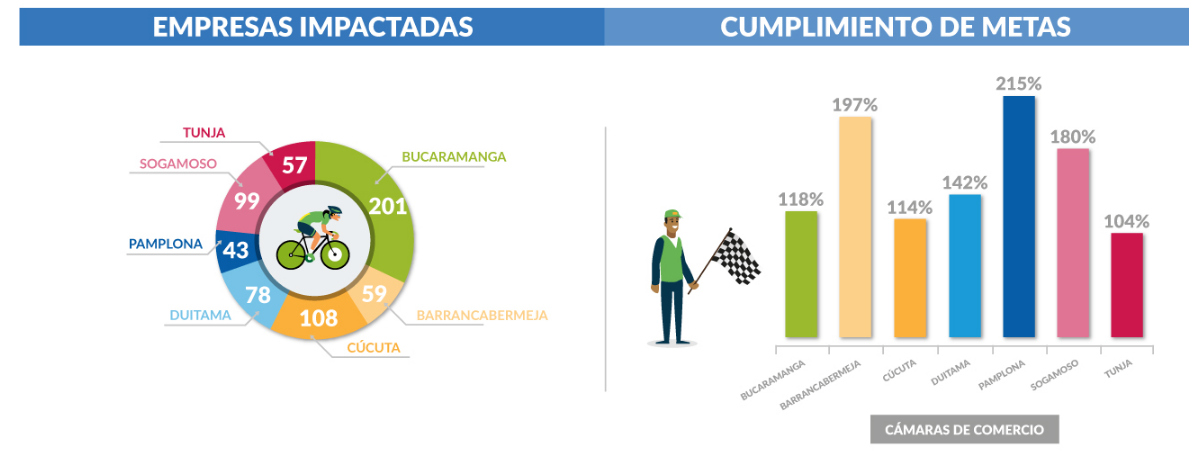 EMPRESAS IMPACTADAS
TUNJA
57
SOGAMOSO
99
BUCARAMANGA
201
PAMPLONA
43
DUITAMA
78
59
BARRANCABERMEJA
108
CÚCUTA
CUMPLIMIENTO DE METAS
118%
197%
114%
142%
215%
180%
104%
BUCARAMANGA
BARRANCABERMEJA
CÚCUTA
DUITAMA
PAMPLONA
SOGAMOSO
TUNJA
CÁMARAS DE COMERCIO